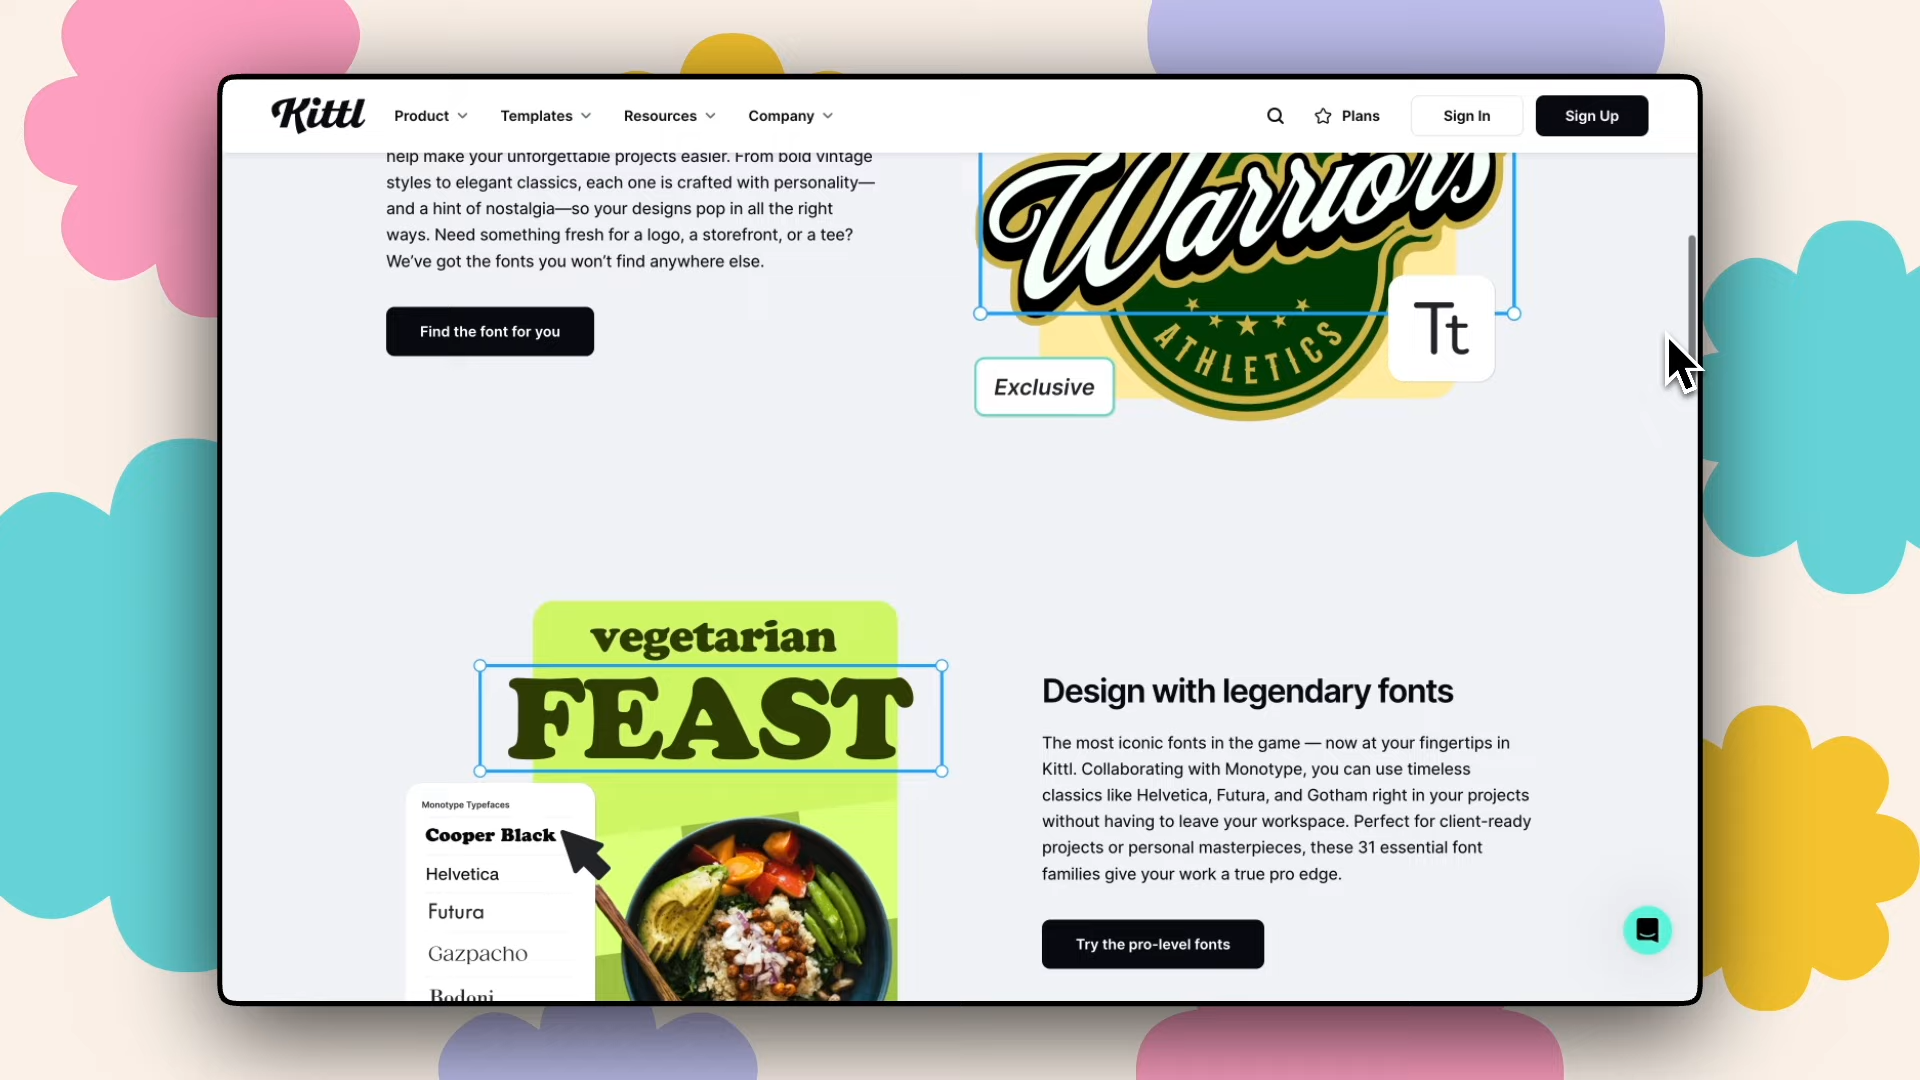 Kittl
Product
Templates
Resources
Company
Plans
Sign In
Sign Up
help make your unforgettable projects easier. From bold vintage
styles to elegant classics, each one is crafted with personality—
and a hint of nostalgia—so your designs pop in all the right
ways. Need something fresh for a logo, a storefront, or a tee?
We’ve got the fonts you won’t find anywhere else.
Find the font for you
Warriors
ATHLETICS
Tt
Exclusive
vegetarian
FEAST
Monotype Typefaces
Cooper Black
Helvetica
Futura
Gazpacho
Bodoni
Design with legendary fonts
The most iconic fonts in the game — now at your fingertips in
Kittl. Collaborating with Monotype, you can use timeless
classics like Helvetica, Futura, and Gotham right in your projects
without having to leave your workspace. Perfect for client-ready
projects or personal masterpieces, these 31 essential font
families give your work a true pro edge.
Try the pro-level fonts